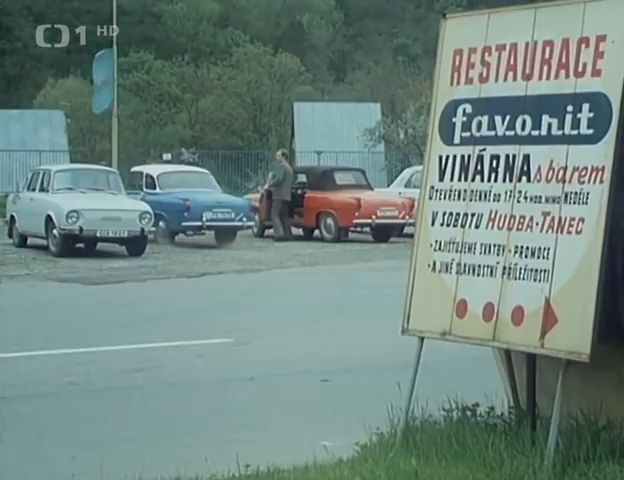 1 HD
RESTAURACE
favorit
VINÁRNA s barem
OTEVŘENO DENNĚ OD 17-24 HOD. MIMO NEDĚLE
V SOBOTU HUDBA-TANEC
- ZAJIŠŤUJEME SVATBY - PROMOCE
- A JINÉ SLAVNOSTNÍ PŘÍLEŽITOSTI